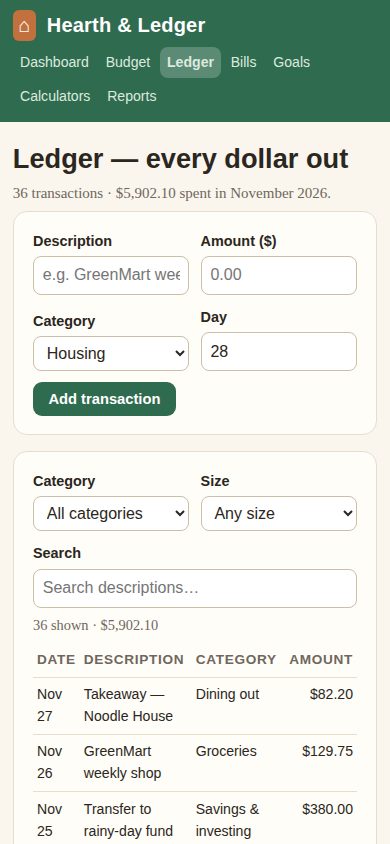 Hearth & Ledger
Dashboard Budget Ledger Bills Goals
Calculators Reports
Ledger — every dollar out
36 transactions · $5,902.10 spent in November 2026.
Description Amount ($)
e.g. GreenMart wee 0.00
Category Day
Housing 28
Add transaction
Category Size
All categories Any size
Search
Search descriptions…
36 shown · $5,902.10
DATE DESCRIPTION CATEGORY AMOUNT
Nov 27 Takeaway — Noodle House Dining out $82.20
Nov 26 GreenMart weekly shop Groceries $129.75
Nov 25 Transfer to rainy-day fund Savings & investing $380.00